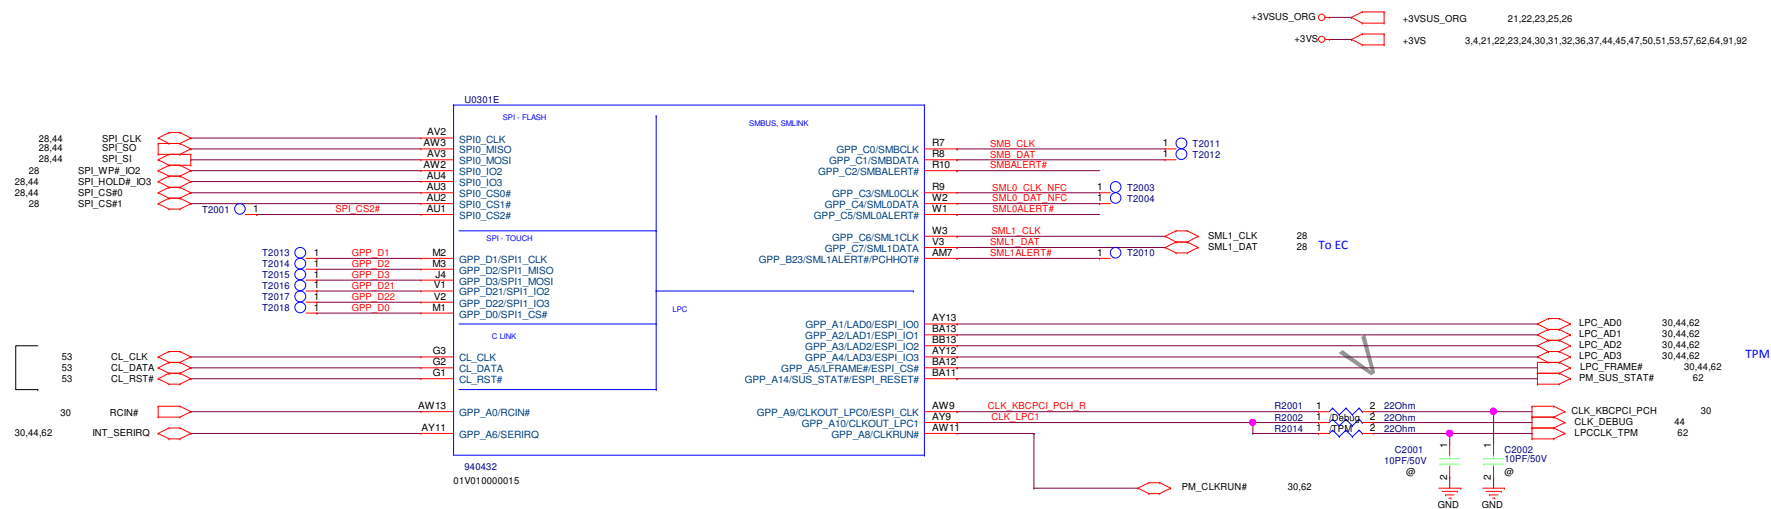 +3VSUS_ORG +3VSUS_ORG 21,22,23,25,26
+3VS +3VS 3,4,21,22,23,24,30,31,32,36,37,44,45,47,50,51,53,57,62,64,91,92
U0301E
SPI - FLASH
SMBUS, SMLINK
28,44 SPI_CLK AV2 SPI0_CLK
28,44 SPI_SO AW3 SPI0_MISO
28,44 SPI_SI AV3 SPI0_MOSI
28 SPI_WP#_IO2 AW2 SPI0_IO2
28,44 SPI_HOLD#_IO3 AU4 SPI0_IO3
28,44 SPI_CS#0 AU3 SPI0_CS0#
28 SPI_CS#1 AU2 SPI0_CS1#
T2001 1 SPI_CS2# AU1 SPI0_CS2#
GPP_C0/SMBCLK R7 SMB_CLK 1 T2011
GPP_C1/SMBDATA R8 SMB_DAT 1 T2012
GPP_C2/SMBALERT# R10 SMBALERT#
GPP_C3/SML0CLK R9 SML0_CLK_NFC 1 T2003
GPP_C4/SML0DATA W2 SML0_DAT_NFC 1 T2004
GPP_C5/SML0ALERT# W1 SML0ALERT#
GPP_C6/SML1CLK W3 SML1_CLK SML1_CLK 28
GPP_C7/SML1DATA V3 SML1_DAT SML1_DAT 28
To EC
GPP_B23/SML1ALERT#/PCHHOT# AM7 SML1ALERT# 1 T2010
SPI - TOUCH
T2013 1 GPP_D1 M2 GPP_D1/SPI1_CLK
T2014 1 GPP_D2 M3 GPP_D2/SPI1_MISO
T2015 1 GPP_D3 J4 GPP_D3/SPI1_MOSI
T2016 1 GPP_D21 V1 GPP_D21/SPI1_IO2
T2017 1 GPP_D22 V2 GPP_D22/SPI1_IO3
T2018 1 GPP_D0 M1 GPP_D0/SPI1_CS#
LPC
GPP_A1/LAD0/ESPI_IO0 AY13 LPC_AD0 30,44,62
GPP_A2/LAD1/ESPI_IO1 BA13 LPC_AD1 30,44,62
GPP_A3/LAD2/ESPI_IO2 BB13 LPC_AD2 30,44,62
GPP_A4/LAD3/ESPI_IO3 AY12 LPC_AD3 30,44,62
TPM
GPP_A5/LFRAME#/ESPI_CS# BA12 LPC_FRAME# 30,44,62
GPP_A14/SUS_STAT#/ESPI_RESET# BA11 PM_SUS_STAT# 62
C LINK
53 CL_CLK G3 CL_CLK
53 CL_DATA G2 CL_DATA
53 CL_RST# G1 CL_RST#
30 RCIN# AW13 GPP_A0/RCIN#
30,44,62 INT_SERIRQ AY11 GPP_A6/SERIRQ
GPP_A9/CLKOUT_LPC0/ESPI_CLK AW9 CLK_KBCPCI_PCH_R R2001 1 2 22Ohm CLK_KBCPCI_PCH 30
GPP_A10/CLKOUT_LPC1 AY9 CLK_LPC1 R2002 1 /Debug 2 22Ohm CLK_DEBUG 44
GPP_A8/CLKRUN# AW11 R2014 1 TPM 2 22Ohm LPCCLK_TPM 62
C2001 1 2 10PF/50V @ GND
C2002 1 2 10PF/50V @ GND
940432
01V010000015
PM_CLKRUN# 30,62